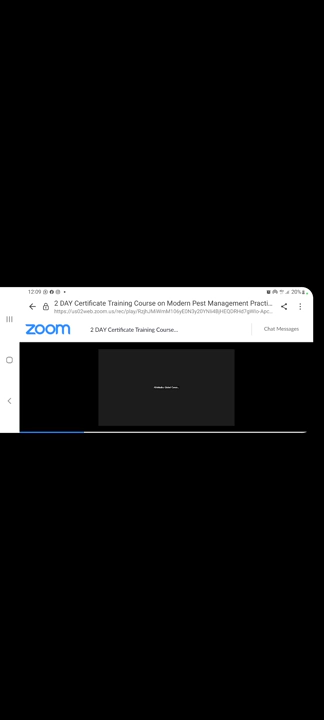 12:09
20%
2 DAY Certificate Training Course on Modern Pest Management Practi...
zoom
2 DAY Certificate Training Course...
Chat Messages